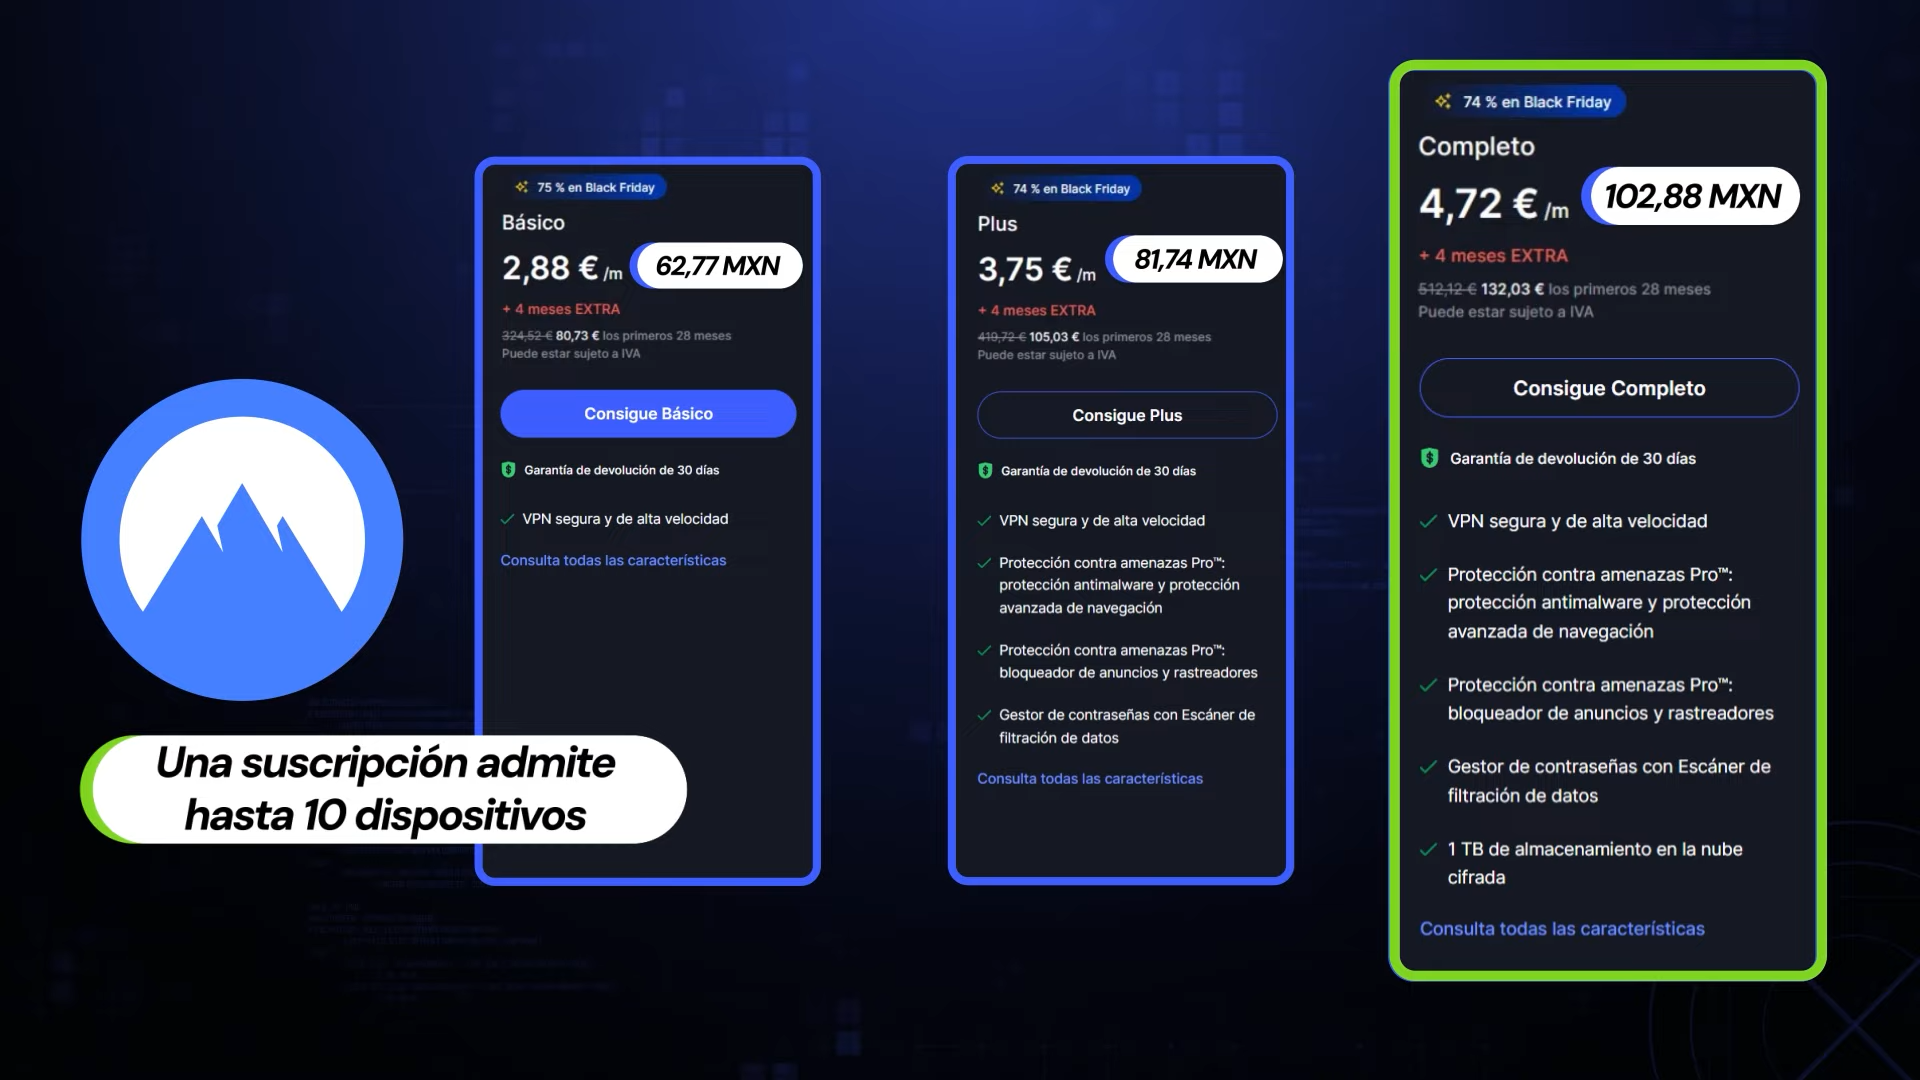 75 % en Black Friday
Básico
2,88 € /m
62,77 MXN
+ 4 meses EXTRA
324,52 € 80,73 € los primeros 28 meses
Puede estar sujeto a IVA
Consigue Básico
Garantía de devolución de 30 días
VPN segura y de alta velocidad
Consulta todas las características
74 % en Black Friday
Plus
3,75 € /m
81,74 MXN
+ 4 meses EXTRA
419,72 € 105,03 € los primeros 28 meses
Puede estar sujeto a IVA
Consigue Plus
Garantía de devolución de 30 días
VPN segura y de alta velocidad
Protección contra amenazas Pro™:
protección antimalware y protección
avanzada de navegación
Protección contra amenazas Pro™:
bloqueador de anuncios y rastreadores
Gestor de contraseñas con Escáner de
filtración de datos
Consulta todas las características
74 % en Black Friday
Completo
4,72 € /m
102,88 MXN
+ 4 meses EXTRA
512,12 € 132,03 € los primeros 28 meses
Puede estar sujeto a IVA
Consigue Completo
Garantía de devolución de 30 días
VPN segura y de alta velocidad
Protección contra amenazas Pro™:
protección antimalware y protección
avanzada de navegación
Protección contra amenazas Pro™:
bloqueador de anuncios y rastreadores
Gestor de contraseñas con Escáner de
filtración de datos
1 TB de almacenamiento en la nube
cifrada
Consulta todas las características
Una suscripción admite
hasta 10 dispositivos